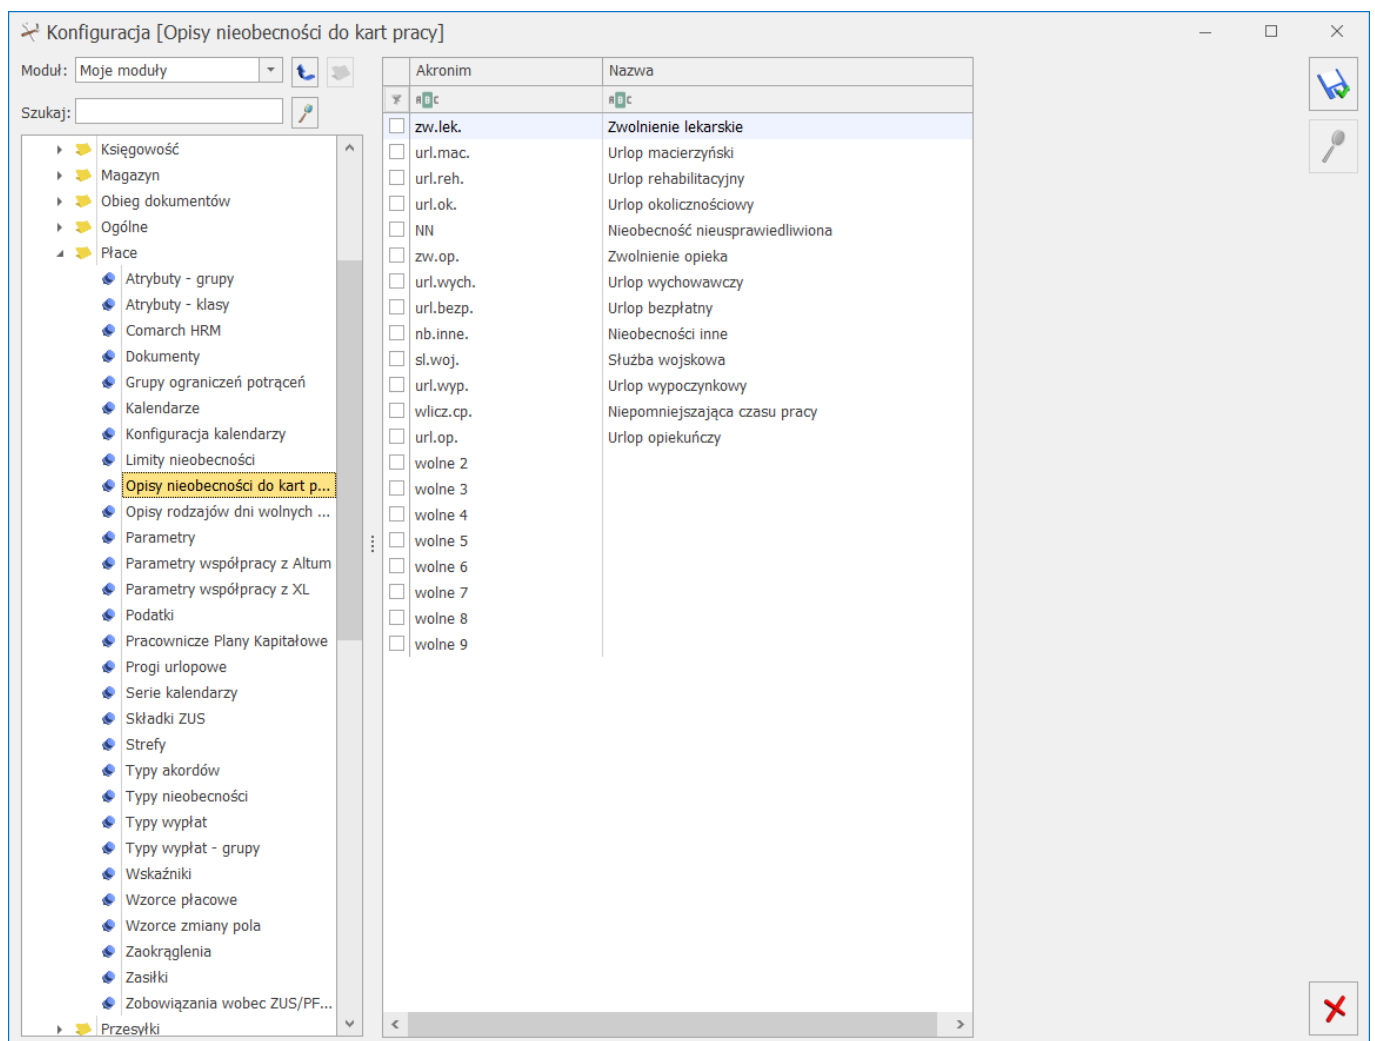 Konfiguracja [Opisy nieobecności do kart pracy]
Moduł: Moje moduły
Szukaj:
Księgowość
Magazyn
Obieg dokumentów
Ogólne
Płace
Atrybuty - grupy
Atrybuty - klasy
Comarch HRM
Dokumenty
Grupy ograniczeń potrąceń
Kalendarze
Konfiguracja kalendarzy
Limity nieobecności
Opisy nieobecności do kart p...
Opisy rodzajów dni wolnych ...
Parametry
Parametry współpracy z Altum
Parametry współpracy z XL
Podatki
Pracownicze Plany Kapitałowe
Progi urlopowe
Serie kalendarzy
Składki ZUS
Strefy
Typy akordów
Typy nieobecności
Typy wypłat
Typy wypłat - grupy
Wskaźniki
Wzorce płacowe
Wzorce zmiany pola
Zaokrąglenia
Zasiłki
Zobowiązania wobec ZUS/PF...
Przesyłki
Akronim Nazwa
ABC ABC
zw.lek. Zwolnienie lekarskie
url.mac. Urlop macierzyński
url.reh. Urlop rehabilitacyjny
url.ok. Urlop okolicznościowy
NN Nieobecność nieusprawiedliwiona
zw.op. Zwolnienie opieka
url.wych. Urlop wychowawczy
url.bezp. Urlop bezpłatny
nb.inne. Nieobecności inne
sl.woj. Służba wojskowa
url.wyp. Urlop wypoczynkowy
wlicz.cp. Niepomniejszająca czasu pracy
url.op. Urlop opiekuńczy
wolne 2
wolne 3
wolne 4
wolne 5
wolne 6
wolne 7
wolne 8
wolne 9